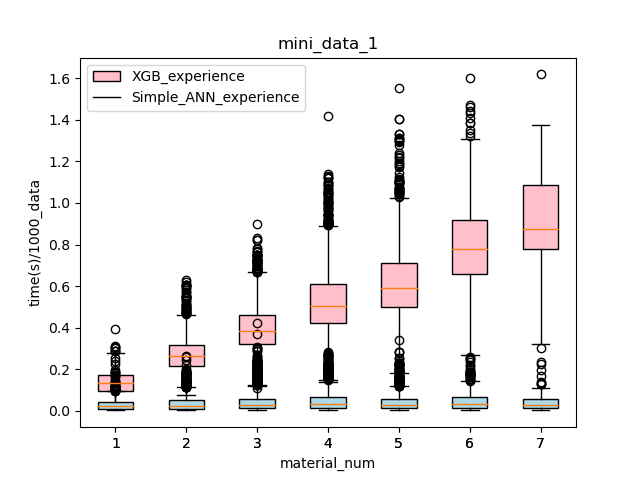 mini_data_1
XGB_experience
Simple_ANN_experience
time(s)/1000_data
1.6
1.4
1.2
1.0
0.8
0.6
0.4
0.2
0.0
1 2 3 4 5 6 7
material_num